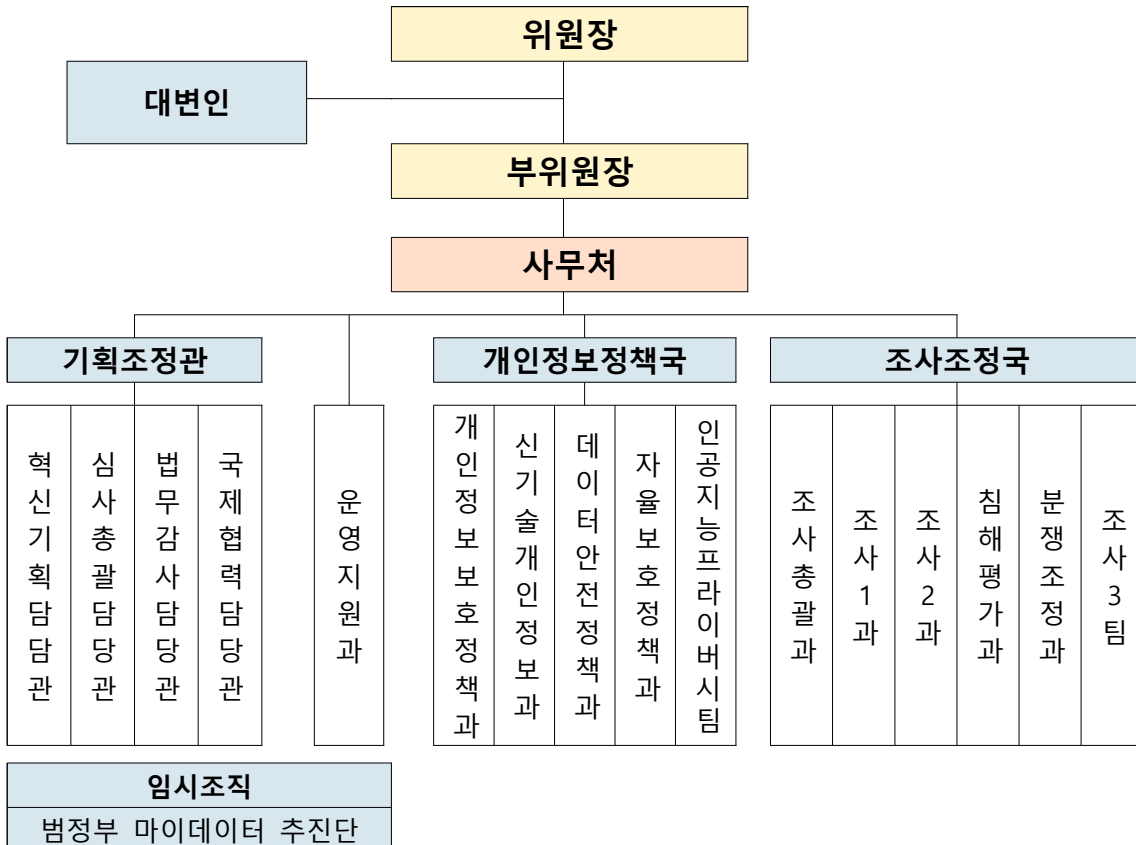 위원장
대변인
부위원장
사무처
기획조정관
개인정보정책국
조사조정국
혁신기획담담관
심사총괄담당관
법무감사담당관
국제협력담당관
운영지원과
개인정보보호정책과
신기술개인정보과
데이터안전정책과
자율보호정책과
인공지능프라이버시팀
조사총괄과
조사1과
조사2과
침해평가과
분쟁조정과
조사3팀
임시조직
범정부 마이데이터 추진단